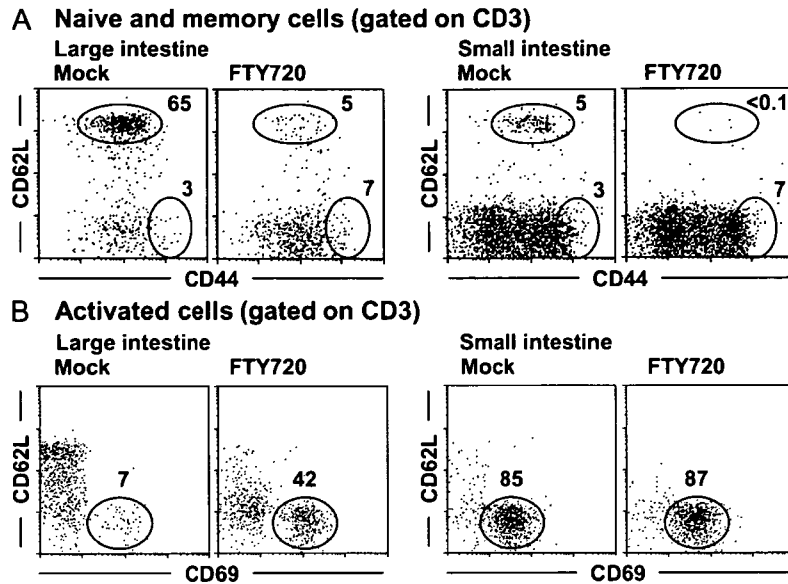 A Naive and memory cells (gated on CD3)
Large intestine
Mock FTY720
Small intestine
Mock FTY720
65
3
5
7
5
3
<0.1
7
CD62L
CD44
CD62L
CD44
B Activated cells (gated on CD3)
Large intestine
Mock FTY720
Small intestine
Mock FTY720
7
42
85
87
CD62L
CD69
CD62L
CD69